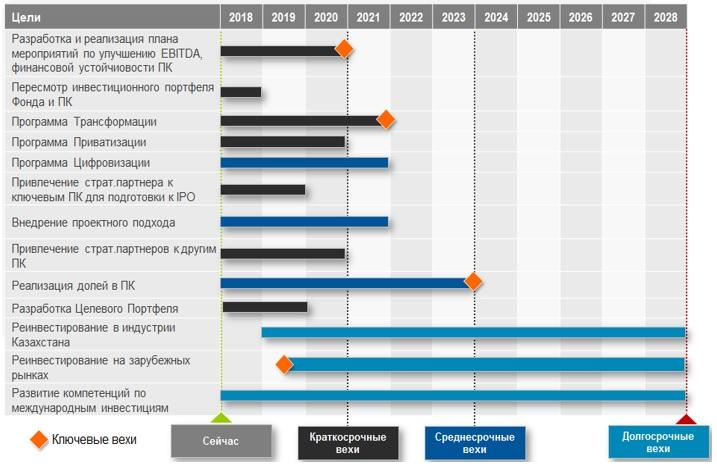 Цели 2018 2019 2020 2021 2022 2023 2024 2025 2026 2027 2028
Разработка и реализация плана
мероприятий по улучшению EBITDA,
финансовой устойчивости ПК
Пересмотр инвестиционного портфеля
Фонда и ПК
Программа Трансформации
Программа Приватизации
Программа Цифровизации
Привлечение страт.партнера к
ключевым ПК для подготовки к IPO
Внедрение проектного подхода
Привлечение страт.партнеров к другим
ПК
Реализация долей в ПК
Разработка Целевого Портфеля
Реинвестирование в индустрии
Казахстана
Реинвестирование на зарубежных
рынках
Развитие компетенций по
международным инвестициям
Ключевые вехи
Сейчас
Краткосрочные
вехи
Среднесрочные
вехи
Долгосрочные
вехи